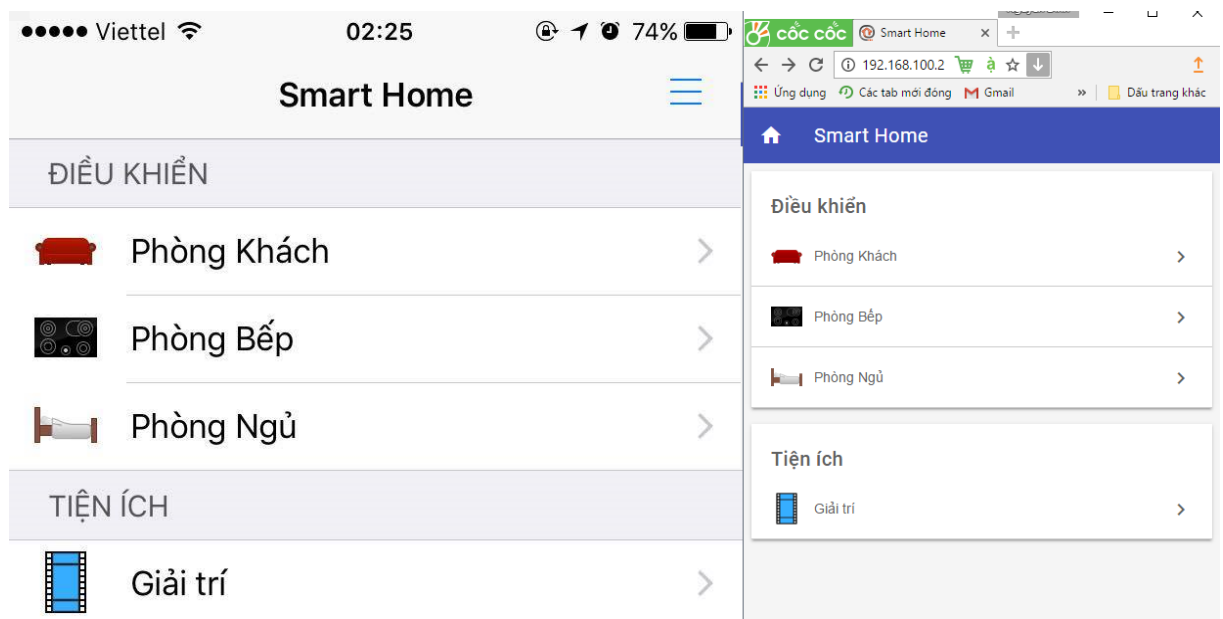 Viettel 02:25 74%
Smart Home
ĐIỀU KHIỂN
Phòng Khách
Phòng Bếp
Phòng Ngủ
TIỆN ÍCH
Giải trí
cốc cốc Smart Home
192.168.100.2 à
Ứng dụng Các tab mới đóng Gmail » Dấu trang khác
Smart Home
Điều khiển
Phòng Khách
Phòng Bếp
Phòng Ngủ
Tiện ích
Giải trí